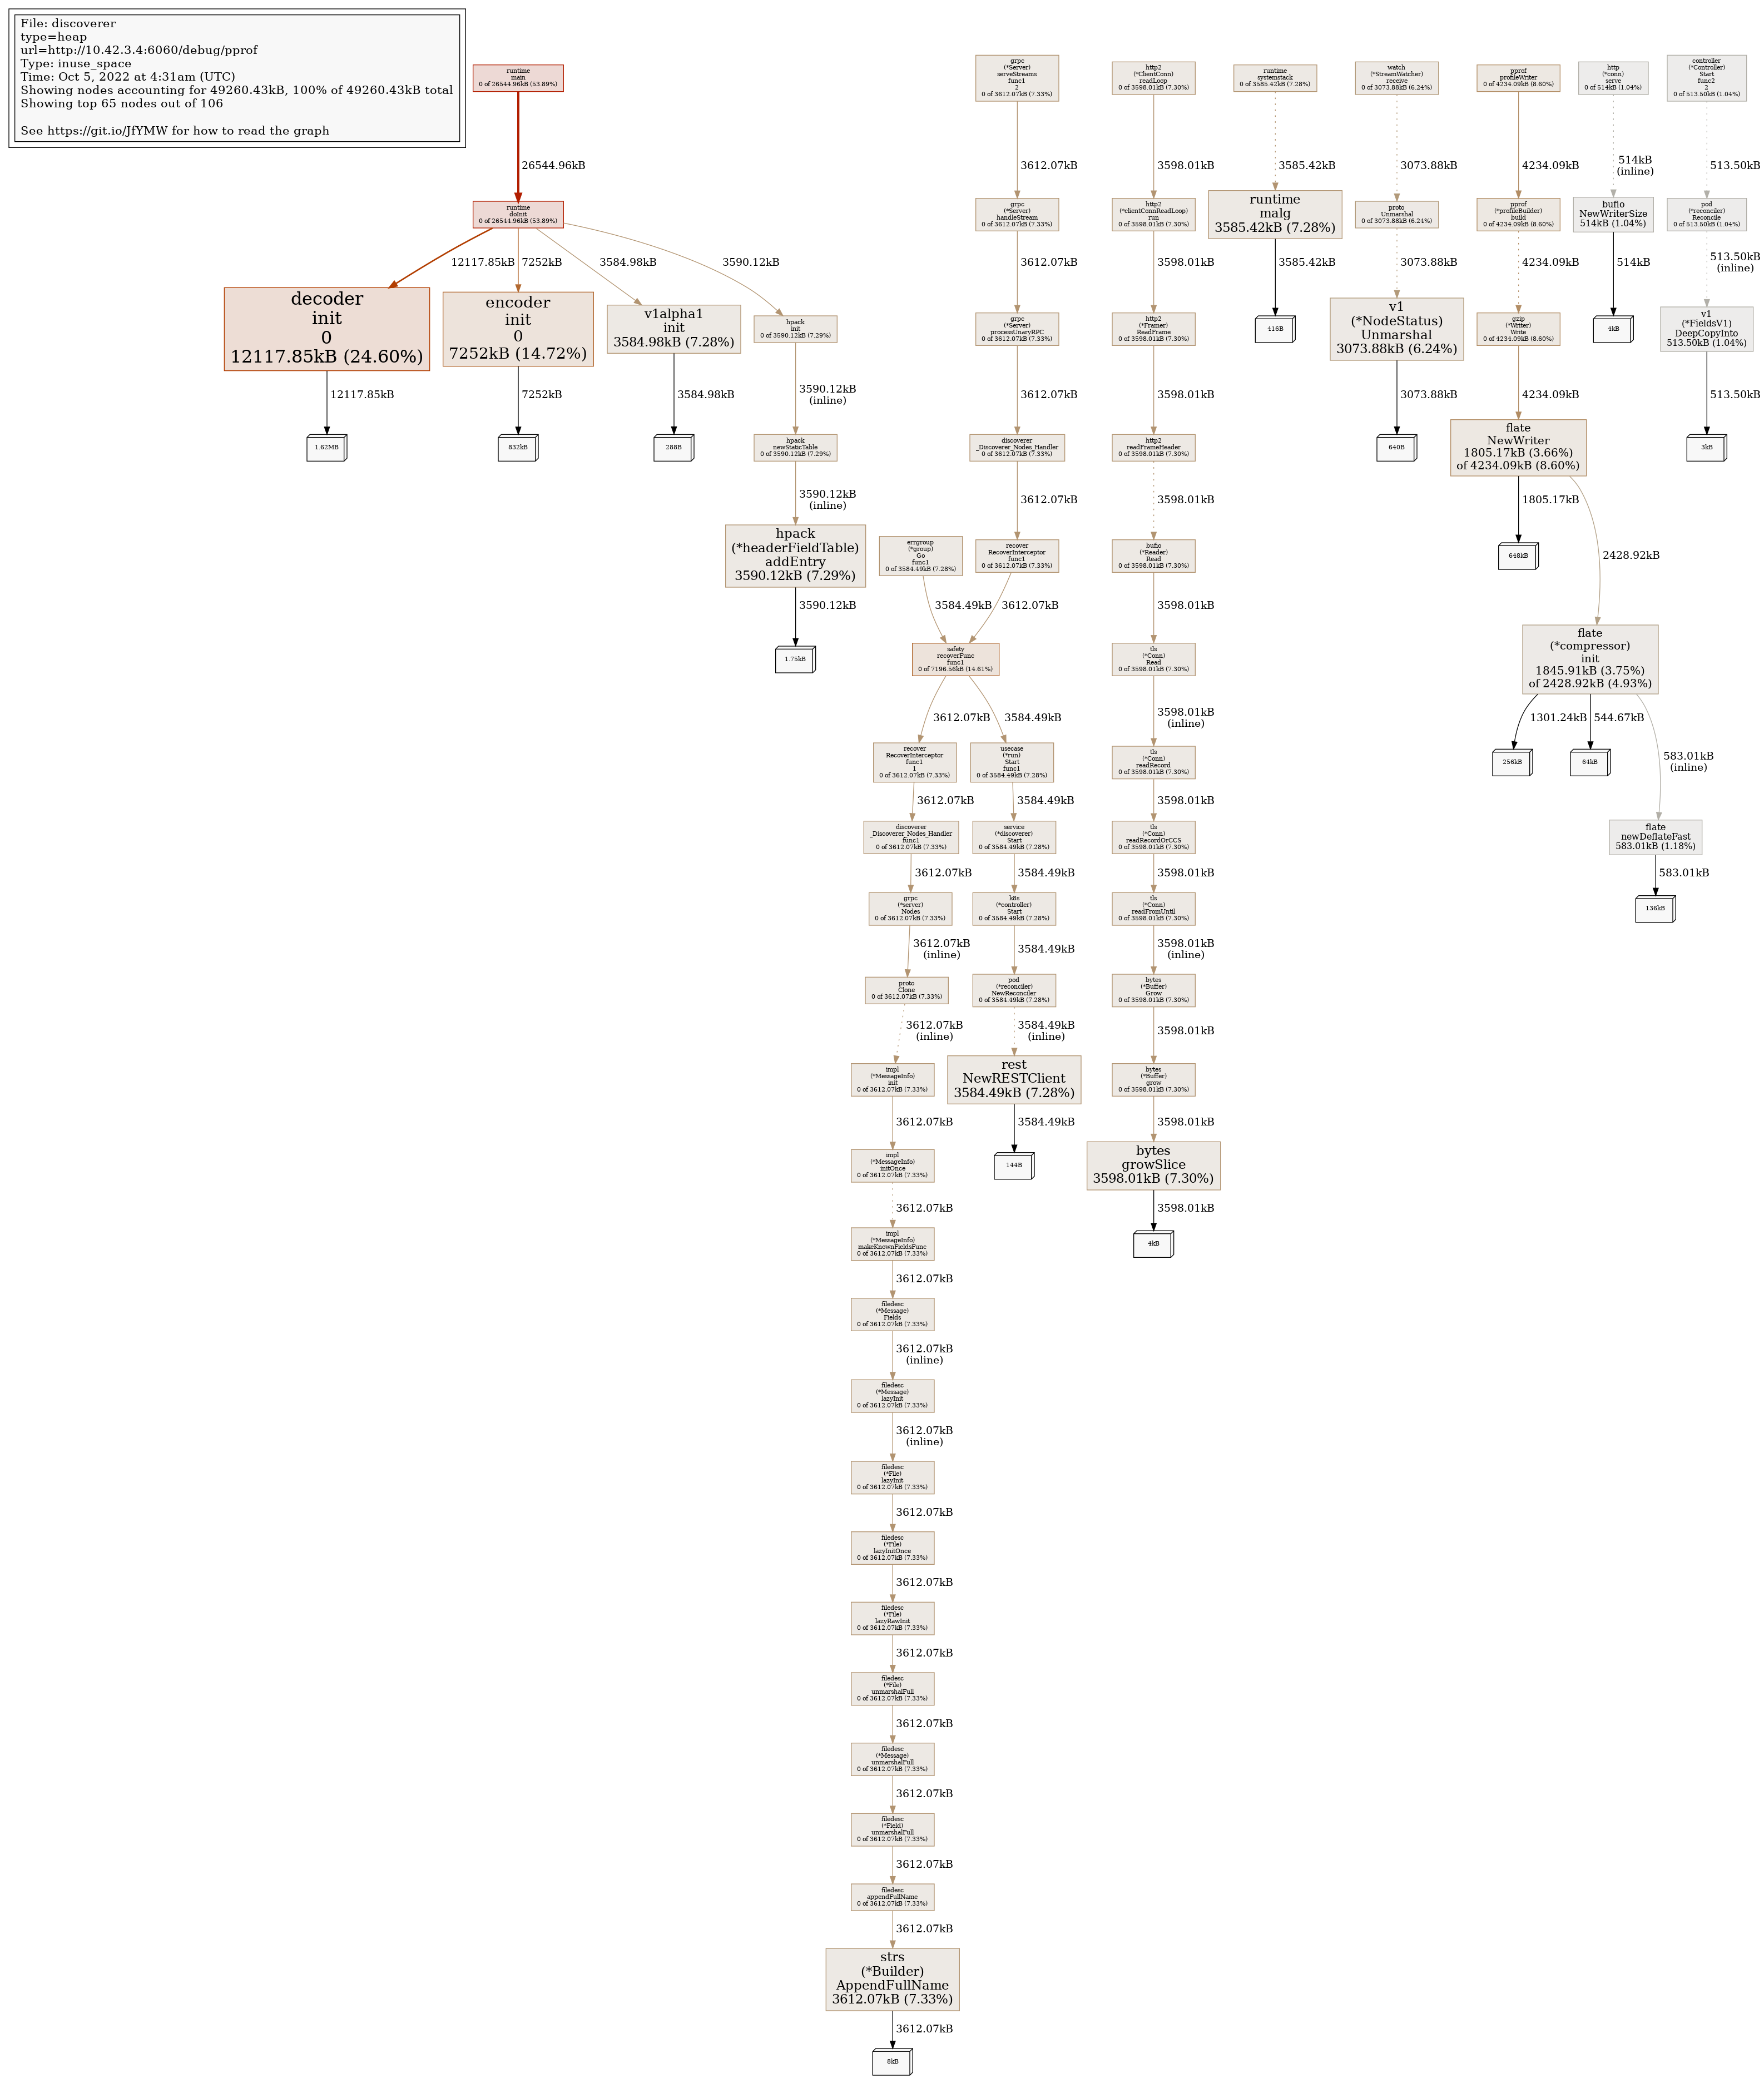 File: discoverer
type=heap
url=http://10.42.3.4:6060/debug/pprof
Type: inuse_space
Time: Oct 5, 2022 at 4:31am (UTC)
Showing nodes accounting for 49260.43kB, 100% of 49260.43kB total
Showing top 65 nodes out of 106
See https://git.io/JfYMW for how to read the graph
runtime
main
0 of 26544.96kB (53.89%)
26544.96kB
runtime
doInit
0 of 26544.96kB (53.89%)
12117.85kB
7252kB
3584.98kB
3590.12kB
decoder
init
0
12117.85kB (24.60%)
12117.85kB
1.62MB
encoder
init
0
7252kB (14.72%)
7252kB
832kB
v1alpha1
init
3584.98kB (7.28%)
3584.98kB
288B
hpack
init
0 of 3590.12kB (7.29%)
3590.12kB
(inline)
hpack
newStaticTable
0 of 3590.12kB (7.29%)
3590.12kB
(inline)
hpack
(*headerFieldTable)
addEntry
3590.12kB (7.29%)
3590.12kB
1.75kB
grpc
(*Server)
serveStreams
func1
2
0 of 3612.07kB (7.33%)
3612.07kB
grpc
(*Server)
handleStream
0 of 3612.07kB (7.33%)
3612.07kB
grpc
(*Server)
processUnaryRPC
0 of 3612.07kB (7.33%)
3612.07kB
discoverer
_Discoverer_Nodes_Handler
0 of 3612.07kB (7.33%)
3612.07kB
errgroup
(*group)
Go
func1
0 of 3584.49kB (7.28%)
recover
RecoverInterceptor
func1
0 of 3612.07kB (7.33%)
3584.49kB
3612.07kB
safety
recoverFunc
func1
0 of 7196.56kB (14.61%)
3612.07kB
3584.49kB
recover
RecoverInterceptor
func1
1
0 of 3612.07kB (7.33%)
3612.07kB
discoverer
_Discoverer_Nodes_Handler
func1
0 of 3612.07kB (7.33%)
3612.07kB
grpc
(*server)
Nodes
0 of 3612.07kB (7.33%)
3612.07kB
(inline)
proto
Clone
0 of 3612.07kB (7.33%)
3612.07kB
(inline)
impl
(*MessageInfo)
init
0 of 3612.07kB (7.33%)
3612.07kB
impl
(*MessageInfo)
initOnce
0 of 3612.07kB (7.33%)
3612.07kB
impl
(*MessageInfo)
makeKnownFieldsFunc
0 of 3612.07kB (7.33%)
3612.07kB
filedesc
(*Message)
Fields
0 of 3612.07kB (7.33%)
3612.07kB
(inline)
filedesc
(*Message)
lazyInit
0 of 3612.07kB (7.33%)
3612.07kB
(inline)
filedesc
(*File)
lazyInit
0 of 3612.07kB (7.33%)
3612.07kB
filedesc
(*File)
lazyInitOnce
0 of 3612.07kB (7.33%)
3612.07kB
filedesc
(*File)
lazyRawInit
0 of 3612.07kB (7.33%)
3612.07kB
filedesc
(*File)
unmarshalFull
0 of 3612.07kB (7.33%)
3612.07kB
filedesc
(*Message)
unmarshalFull
0 of 3612.07kB (7.33%)
3612.07kB
filedesc
(*Field)
unmarshalFull
0 of 3612.07kB (7.33%)
3612.07kB
filedesc
appendFullName
0 of 3612.07kB (7.33%)
3612.07kB
strs
(*Builder)
AppendFullName
3612.07kB (7.33%)
3612.07kB
8kB
usecase
(*run)
Start
func1
0 of 3584.49kB (7.28%)
3584.49kB
service
(*discoverer)
Start
0 of 3584.49kB (7.28%)
3584.49kB
k8s
(*controller)
Start
0 of 3584.49kB (7.28%)
3584.49kB
pod
(*reconciler)
NewReconciler
0 of 3584.49kB (7.28%)
3584.49kB
(inline)
rest
NewRESTClient
3584.49kB (7.28%)
3584.49kB
144B
http2
(*ClientConn)
readLoop
0 of 3598.01kB (7.30%)
3598.01kB
http2
(*clientConnReadLoop)
run
0 of 3598.01kB (7.30%)
3598.01kB
http2
(*Framer)
ReadFrame
0 of 3598.01kB (7.30%)
3598.01kB
http2
readFrameHeader
0 of 3598.01kB (7.30%)
3598.01kB
bufio
(*Reader)
Read
0 of 3598.01kB (7.30%)
3598.01kB
tls
(*Conn)
Read
0 of 3598.01kB (7.30%)
3598.01kB
(inline)
tls
(*Conn)
readRecord
0 of 3598.01kB (7.30%)
3598.01kB
tls
(*Conn)
readRecordOrCCS
0 of 3598.01kB (7.30%)
3598.01kB
tls
(*Conn)
readFromUntil
0 of 3598.01kB (7.30%)
3598.01kB
(inline)
bytes
(*Buffer)
Grow
0 of 3598.01kB (7.30%)
3598.01kB
bytes
(*Buffer)
grow
0 of 3598.01kB (7.30%)
3598.01kB
bytes
growSlice
3598.01kB (7.30%)
3598.01kB
4kB
runtime
systemstack
0 of 3585.42kB (7.28%)
3585.42kB
runtime
malg
3585.42kB (7.28%)
3585.42kB
416B
watch
(*StreamWatcher)
receive
0 of 3073.88kB (6.24%)
3073.88kB
proto
Unmarshal
0 of 3073.88kB (6.24%)
3073.88kB
v1
(*NodeStatus)
Unmarshal
3073.88kB (6.24%)
3073.88kB
640B
pprof
profileWriter
0 of 4234.09kB (8.60%)
4234.09kB
pprof
(*profileBuilder)
build
0 of 4234.09kB (8.60%)
4234.09kB
gzip
(*Writer)
Write
0 of 4234.09kB (8.60%)
4234.09kB
flate
NewWriter
1805.17kB (3.66%)
of 4234.09kB (8.60%)
1805.17kB
648kB
2428.92kB
flate
(*compressor)
init
1845.91kB (3.75%)
of 2428.92kB (4.93%)
1301.24kB
544.67kB
583.01kB
(inline)
256kB
64kB
flate
newDeflateFast
583.01kB (1.18%)
583.01kB
136kB
http
(*conn)
serve
0 of 514kB (1.04%)
514kB
(inline)
bufio
NewWriterSize
514kB (1.04%)
514kB
4kB
controller
(*Controller)
Start
func2
2
0 of 513.50kB (1.04%)
513.50kB
pod
(*reconciler)
Reconcile
0 of 513.50kB (1.04%)
513.50kB
(inline)
v1
(*FieldsV1)
DeepCopyInto
513.50kB (1.04%)
513.50kB
3kB